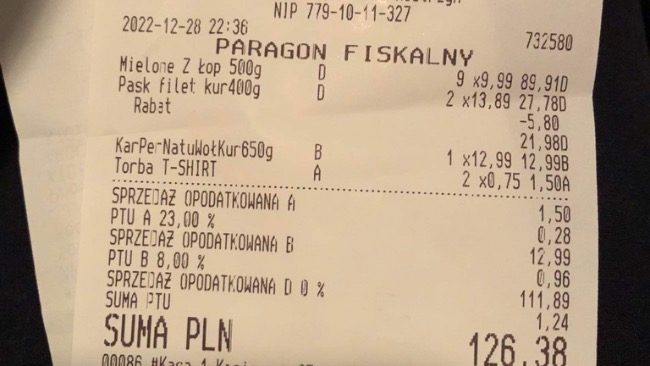 NIP 779-10-11-327
2022-12-28 22:36 732580
PARAGON FISKALNY
Mielone Z Łop 500g D 9 x9,99 89,91D
Pask filet kur400g D 2 x13,89 27,78D
Rabat -5,80
21,98D
KarPerNatuWołKur650g B 1 x12,99 12,99B
Torba T-SHIRT A 2 x0,75 1,50A
SPRZEDAŻ OPODATKOWANA A 1,50
PTU A 23,00 % 0,28
SPRZEDAŻ OPODATKOWANA B 12,99
PTU B 8,00 % 0,96
SPRZEDAŻ OPODATKOWANA D 0 % 111,89
SUMA PTU 1,24
SUMA PLN 126,38
00086 #Kasa 1